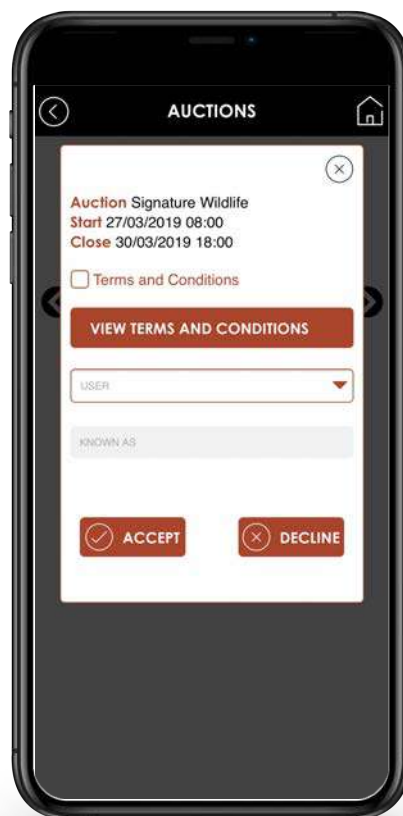 AUCTIONS
Auction Signature Wildlife
Start 27/03/2019 08:00
Close 30/03/2019 18:00
Terms and Conditions
VIEW TERMS AND CONDITIONS
USER
KNOWN AS
ACCEPT
DECLINE